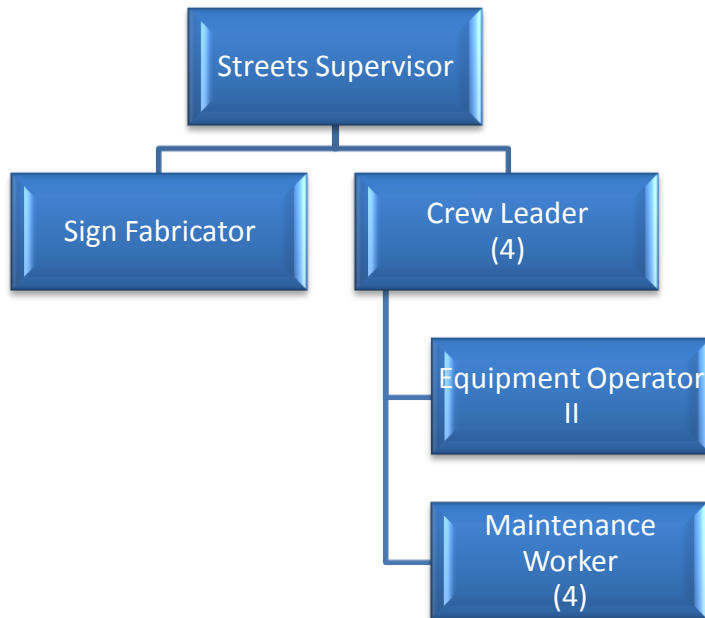 Streets Supervisor
Sign Fabricator
Crew Leader
(4)
Equipment Operator
II
Maintenance
Worker
(4)